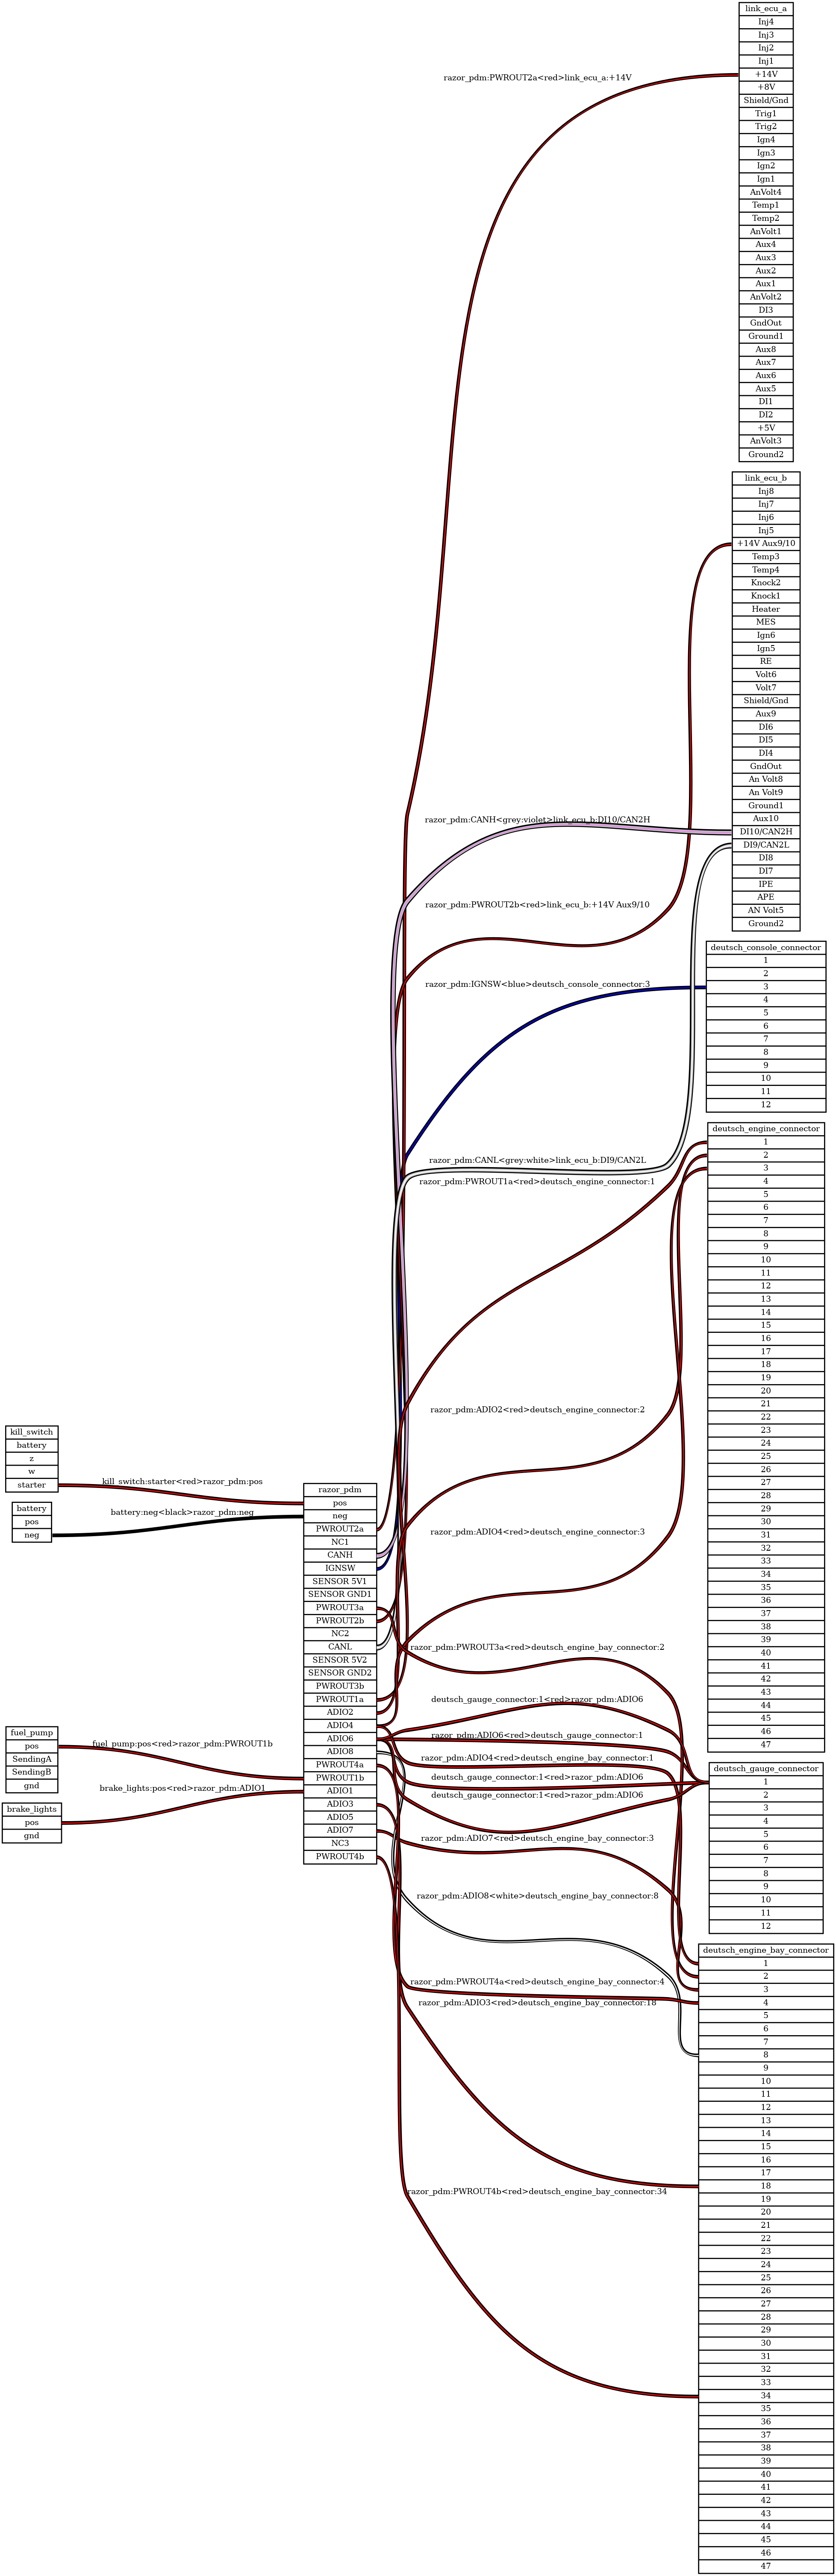 link_ecu_a
Inj4
Inj3
Inj2
Inj1
+14V
+8V
Shield/Gnd
Trig1
Trig2
Ign4
Ign3
Ign2
Ign1
AnVolt4
Temp1
Temp2
AnVolt1
Aux4
Aux3
Aux2
Aux1
AnVolt2
DI3
GndOut
Ground1
Aux8
Aux7
Aux6
Aux5
DI1
DI2
+5V
AnVolt3
Ground2
link_ecu_b
Inj8
Inj7
Inj6
Inj5
+14V Aux9/10
Temp3
Temp4
Knock2
Knock1
Heater
MES
Ign6
Ign5
RE
Volt6
Volt7
Shield/Gnd
Aux9
DI6
DI5
DI4
GndOut
An Volt8
An Volt9
Ground1
Aux10
DI10/CAN2H
DI9/CAN2L
DI8
DI7
IPE
APE
AN Volt5
Ground2
deutsch_console_connector
1
2
3
4
5
6
7
8
9
10
11
12
deutsch_engine_connector
1
2
3
4
5
6
7
8
9
10
11
12
13
14
15
16
17
18
19
20
21
22
23
24
25
26
27
28
29
30
31
32
33
34
35
36
37
38
39
40
41
42
43
44
45
46
47
deutsch_gauge_connector
1
2
3
4
5
6
7
8
9
10
11
12
deutsch_engine_bay_connector
1
2
3
4
5
6
7
8
9
10
11
12
13
14
15
16
17
18
19
20
21
22
23
24
25
26
27
28
29
30
31
32
33
34
35
36
37
38
39
40
41
42
43
44
45
46
47
kill_switch
battery
z
w
starter
battery
pos
neg
fuel_pump
pos
SendingA
SendingB
gnd
brake_lights
pos
gnd
razor_pdm
pos
neg
PWROUT2a
NC1
CANH
IGNSW
SENSOR 5V1
SENSOR GND1
PWROUT3a
PWROUT2b
NC2
CANL
SENSOR 5V2
SENSOR GND2
PWROUT3b
PWROUT1a
ADIO2
ADIO4
ADIO6
ADIO8
PWROUT4a
PWROUT1b
ADIO1
ADIO3
ADIO5
ADIO7
NC3
PWROUT4b
kill_switch:starter<red>razor_pdm:pos
battery:neg<black>razor_pdm:neg
fuel_pump:pos<red>razor_pdm:PWROUT1b
brake_lights:pos<red>razor_pdm:ADIO1
razor_pdm:PWROUT2a<red>link_ecu_a:+14V
razor_pdm:CANH<grey:violet>link_ecu_b:DI10/CAN2H
razor_pdm:PWROUT2b<red>link_ecu_b:+14V Aux9/10
razor_pdm:IGNSW<blue>deutsch_console_connector:3
razor_pdm:CANL<grey:white>link_ecu_b:DI9/CAN2L
razor_pdm:PWROUT1a<red>deutsch_engine_connector:1
razor_pdm:ADIO2<red>deutsch_engine_connector:2
razor_pdm:ADIO4<red>deutsch_engine_connector:3
razor_pdm:PWROUT3a<red>deutsch_engine_bay_connector:2
deutsch_gauge_connector:1<red>razor_pdm:ADIO6
razor_pdm:ADIO6<red>deutsch_gauge_connector:1
razor_pdm:ADIO4<red>deutsch_engine_bay_connector:1
deutsch_gauge_connector:1<red>razor_pdm:ADIO6
deutsch_gauge_connector:1<red>razor_pdm:ADIO6
razor_pdm:ADIO7<red>deutsch_engine_bay_connector:3
razor_pdm:ADIO8<white>deutsch_engine_bay_connector:8
razor_pdm:PWROUT4a<red>deutsch_engine_bay_connector:4
razor_pdm:ADIO3<red>deutsch_engine_bay_connector:18
razor_pdm:PWROUT4b<red>deutsch_engine_bay_connector:34